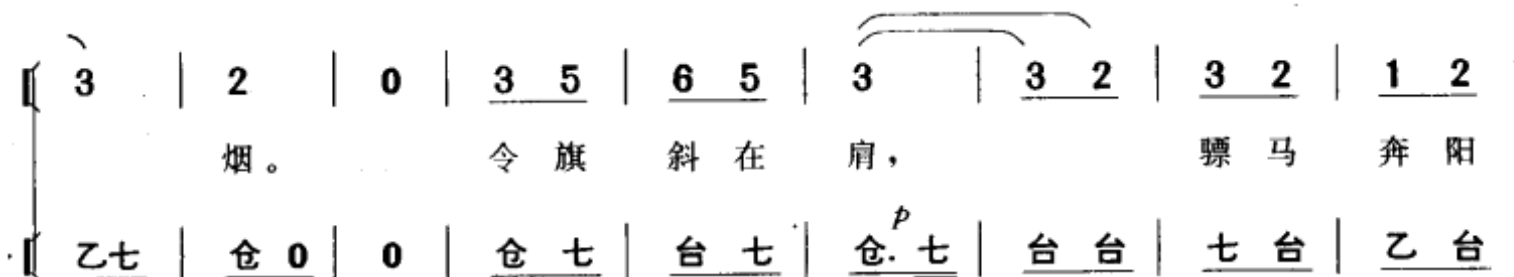 3 | 2 | 0 | 3 5 | 6 5 | 3 | 3 2 | 3 2 | 1 2
烟。 令 旗 斜 在 肩， 骠 马 奔 阳
p
乙七 | 仓 0 | 0 | 仓 七 | 台 七 | 仓. 七 | 台 台 | 七 台 | 乙 台